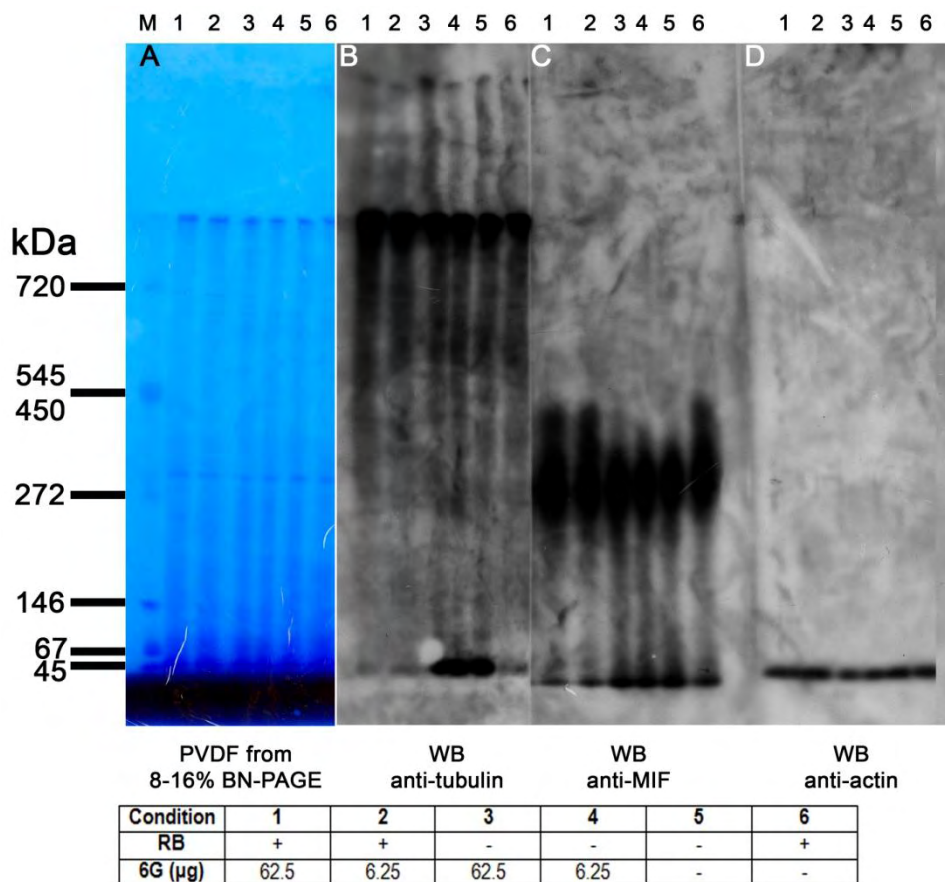 M 1 2 3 4 5 6 1 2 3 4 5 6 1 2 3 4 5 6 1 2 3 4 5 6
A B C D
kDa
720
545
450
272
146
67
45
PVDF from
8-16% BN-PAGE
WB
anti-tubulin
WB
anti-MIF
WB
anti-actin
Condition 1 2 3 4 5 6
RB + + - - - +
6G (µg) 62.5 6.25 62.5 6.25 - -